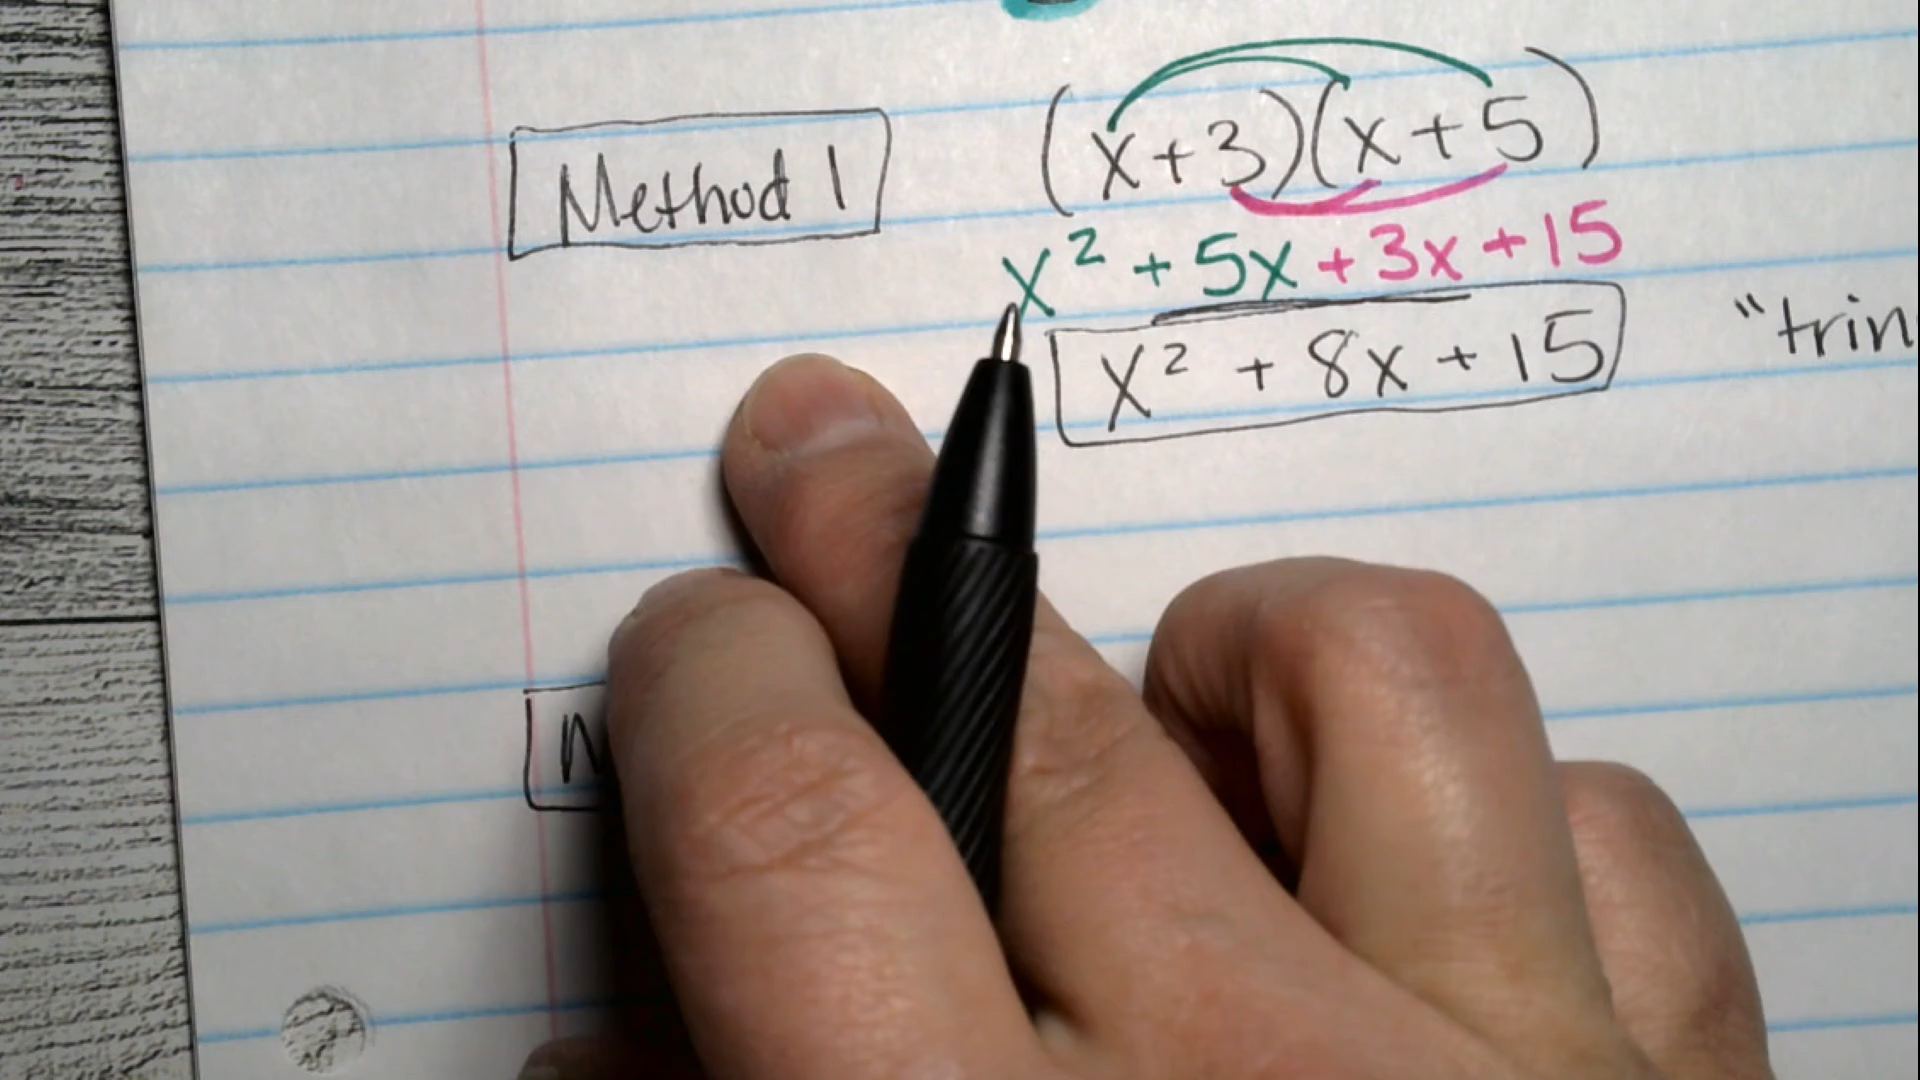 Method 1
(x+3)(x+5)
x² + 5x + 3x + 15
x² + 8x + 15
"trin